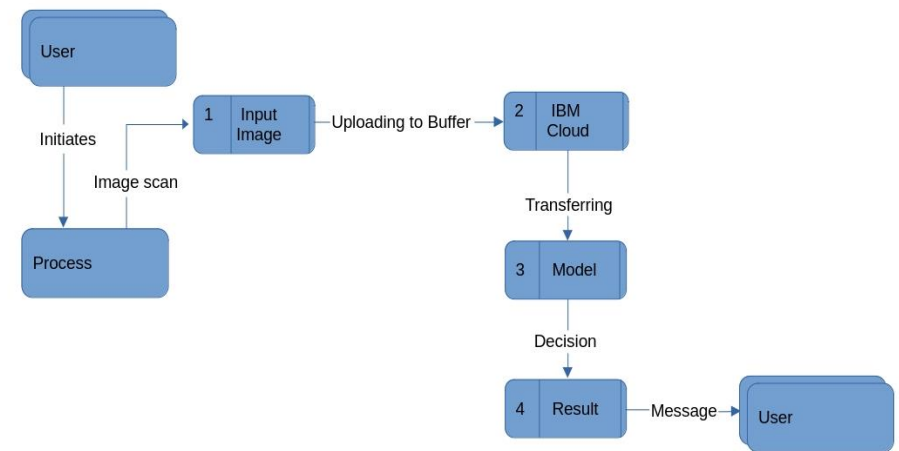 User
Initiates
Image scan
Process
1
Input
Image
Uploading to Buffer
2
IBM
Cloud
Transferring
3
Model
Decision
4
Result
Message
User